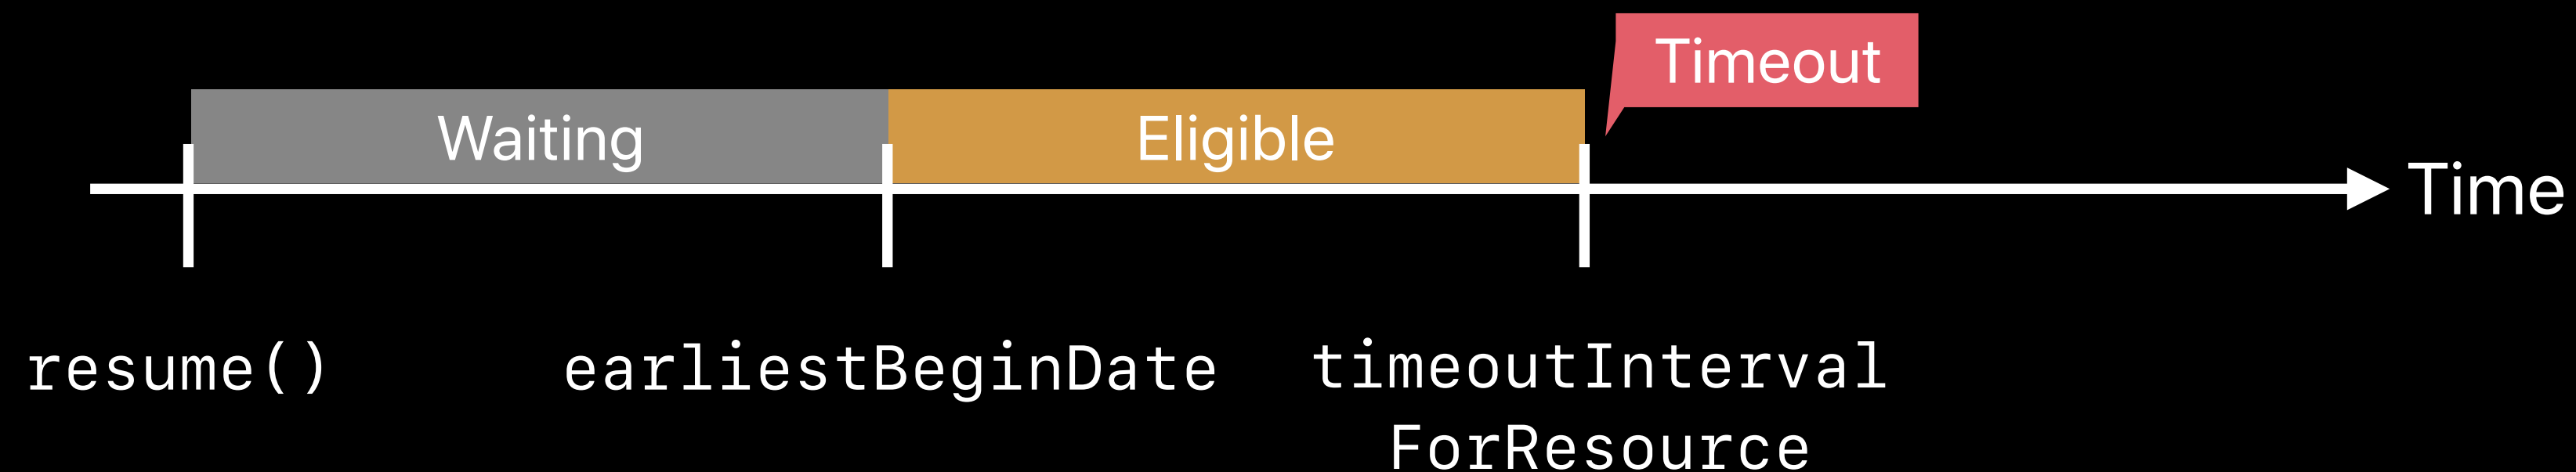 Timeout
Waiting
Eligible
Time
resume()
earliestBeginDate
timeoutInterval
ForResource